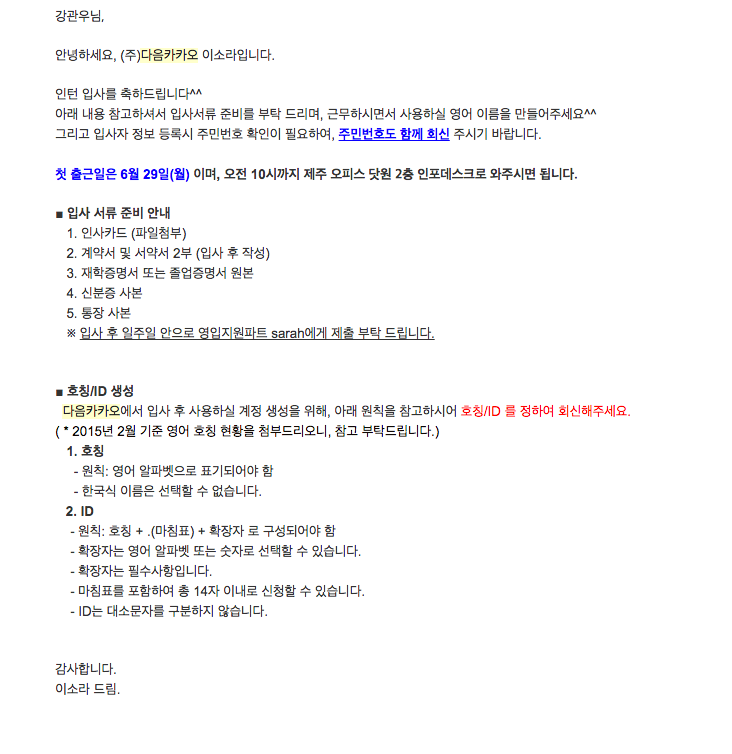 강관우님,
안녕하세요, (주)다음카카오 이소라입니다.
인턴 입사를 축하드립니다^^
아래 내용 참고하셔서 입사서류 준비를 부탁 드리며, 근무하시면서 사용하실 영어 이름을 만들어주세요^^
그리고 입사자 정보 등록시 주민번호 확인이 필요하여, 주민번호도 함께 회신 주시기 바랍니다.
첫 출근일은 6월 29일(월) 이며, 오전 10시까지 제주 오피스 닷원 2층 인포데스크로 와주시면 됩니다.
■ 입사 서류 준비 안내
1. 인사카드 (파일첨부)
2. 계약서 및 서약서 2부 (입사 후 작성)
3. 재학증명서 또는 졸업증명서 원본
4. 신분증 사본
5. 통장 사본
※ 입사 후 일주일 안으로 영입지원파트 sarah에게 제출 부탁 드립니다.
■ 호칭/ID 생성
다음카카오에서 입사 후 사용하실 계정 생성을 위해, 아래 원칙을 참고하시어 호칭/ID 를 정하여 회신해주세요.
( * 2015년 2월 기준 영어 호칭 현황을 첨부드리오니, 참고 부탁드립니다.)
1. 호칭
- 원칙: 영어 알파벳으로 표기되어야 함
- 한국식 이름은 선택할 수 없습니다.
2. ID
- 원칙: 호칭 + .(마침표) + 확장자 로 구성되어야 함
- 확장자는 영어 알파벳 또는 숫자로 선택할 수 있습니다.
- 확장자는 필수사항입니다.
- 마침표를 포함하여 총 14자 이내로 신청할 수 있습니다.
- ID는 대소문자를 구분하지 않습니다.
감사합니다.
이소라 드림.